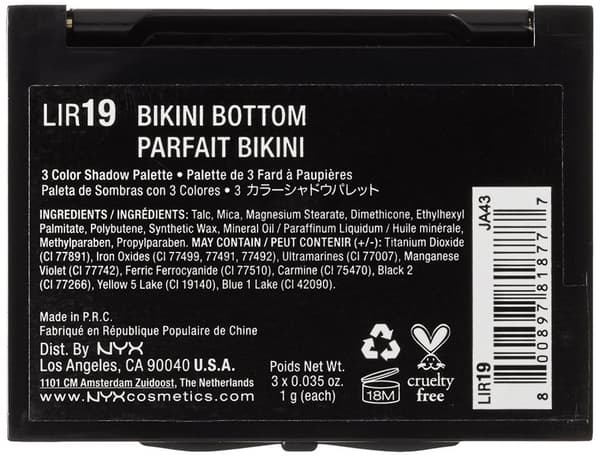 LIR19 BIKINI BOTTOM
PARFAIT BIKINI
3 Color Shadow Palette • Palette de 3 Fard à Paupières
Paleta de Sombras con 3 Colores • 3 カラーシャドウパレット
INGREDIENTS / INGRÉDIENTS: Talc, Mica, Magnesium Stearate, Dimethicone, Ethylhexyl
Palmitate, Polybutene, Synthetic Wax, Mineral Oil / Paraffinum Liquidum / Huile minérale,
Methylparaben, Propylparaben. MAY CONTAIN / PEUT CONTENIR (+/-): Titanium Dioxide
(CI 77891), Iron Oxides (CI 77499, 77491, 77492), Ultramarines (CI 77007), Manganese
Violet (CI 77742), Ferric Ferrocyanide (CI 77510), Carmine (CI 75470), Black 2
(CI 77266), Yellow 5 Lake (CI 19140), Blue 1 Lake (CI 42090).
Made in P.R.C.
Fabriqué en République Populaire de Chine
Dist. By NYX
Los Angeles, CA 90040 U.S.A.
1101 CM Amsterdam Zuidoost, The Netherlands
www.NYXcosmetics.com
Poids Net Wt.
3 x 0.035 oz.
1 g (each)
18M
cruelty
free
JA43
LIR19
8 00897 81877 7